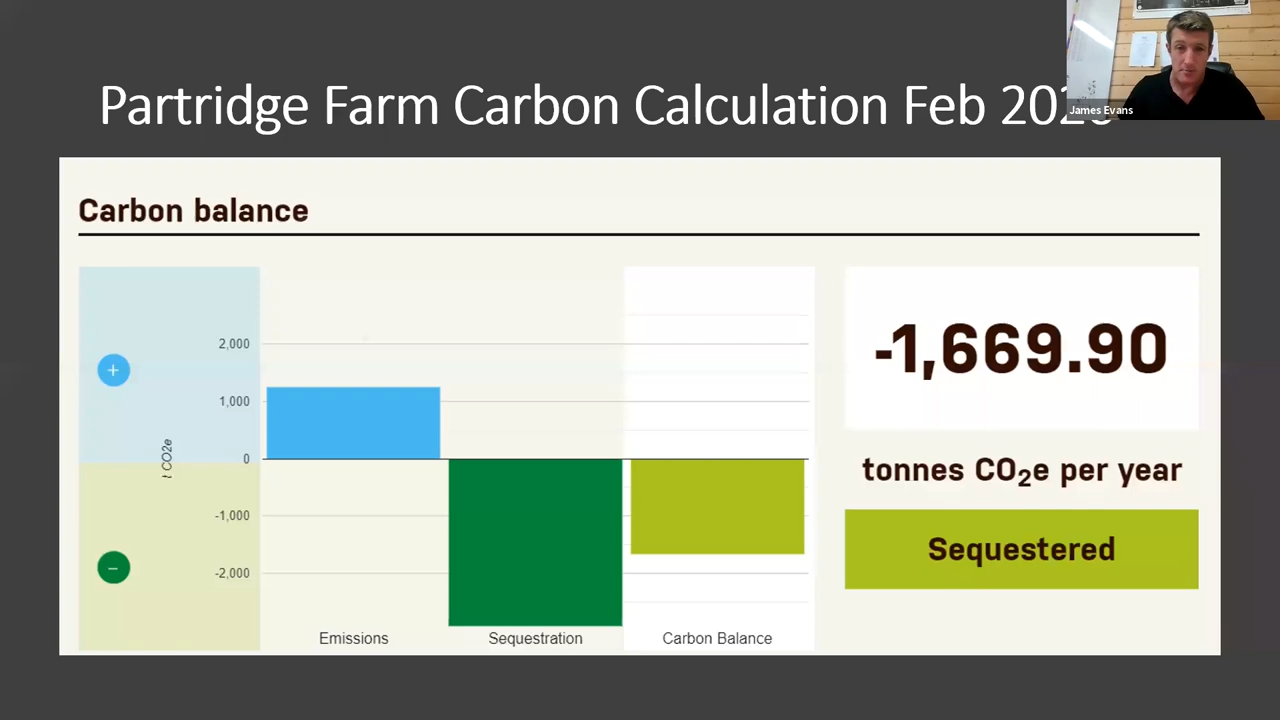 Partridge Farm Carbon Calculation Feb
James Evans
Carbon balance
2,000
+
1,000
t CO2e
0
-1,000
−
-2,000
Emissions
Sequestration
Carbon Balance
-1,669.90
tonnes CO₂e per year
Sequestered